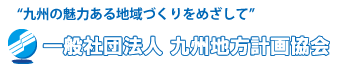 “九州の魅力ある地域づくりをめざして”
一般社団法人 九州地方計画協会